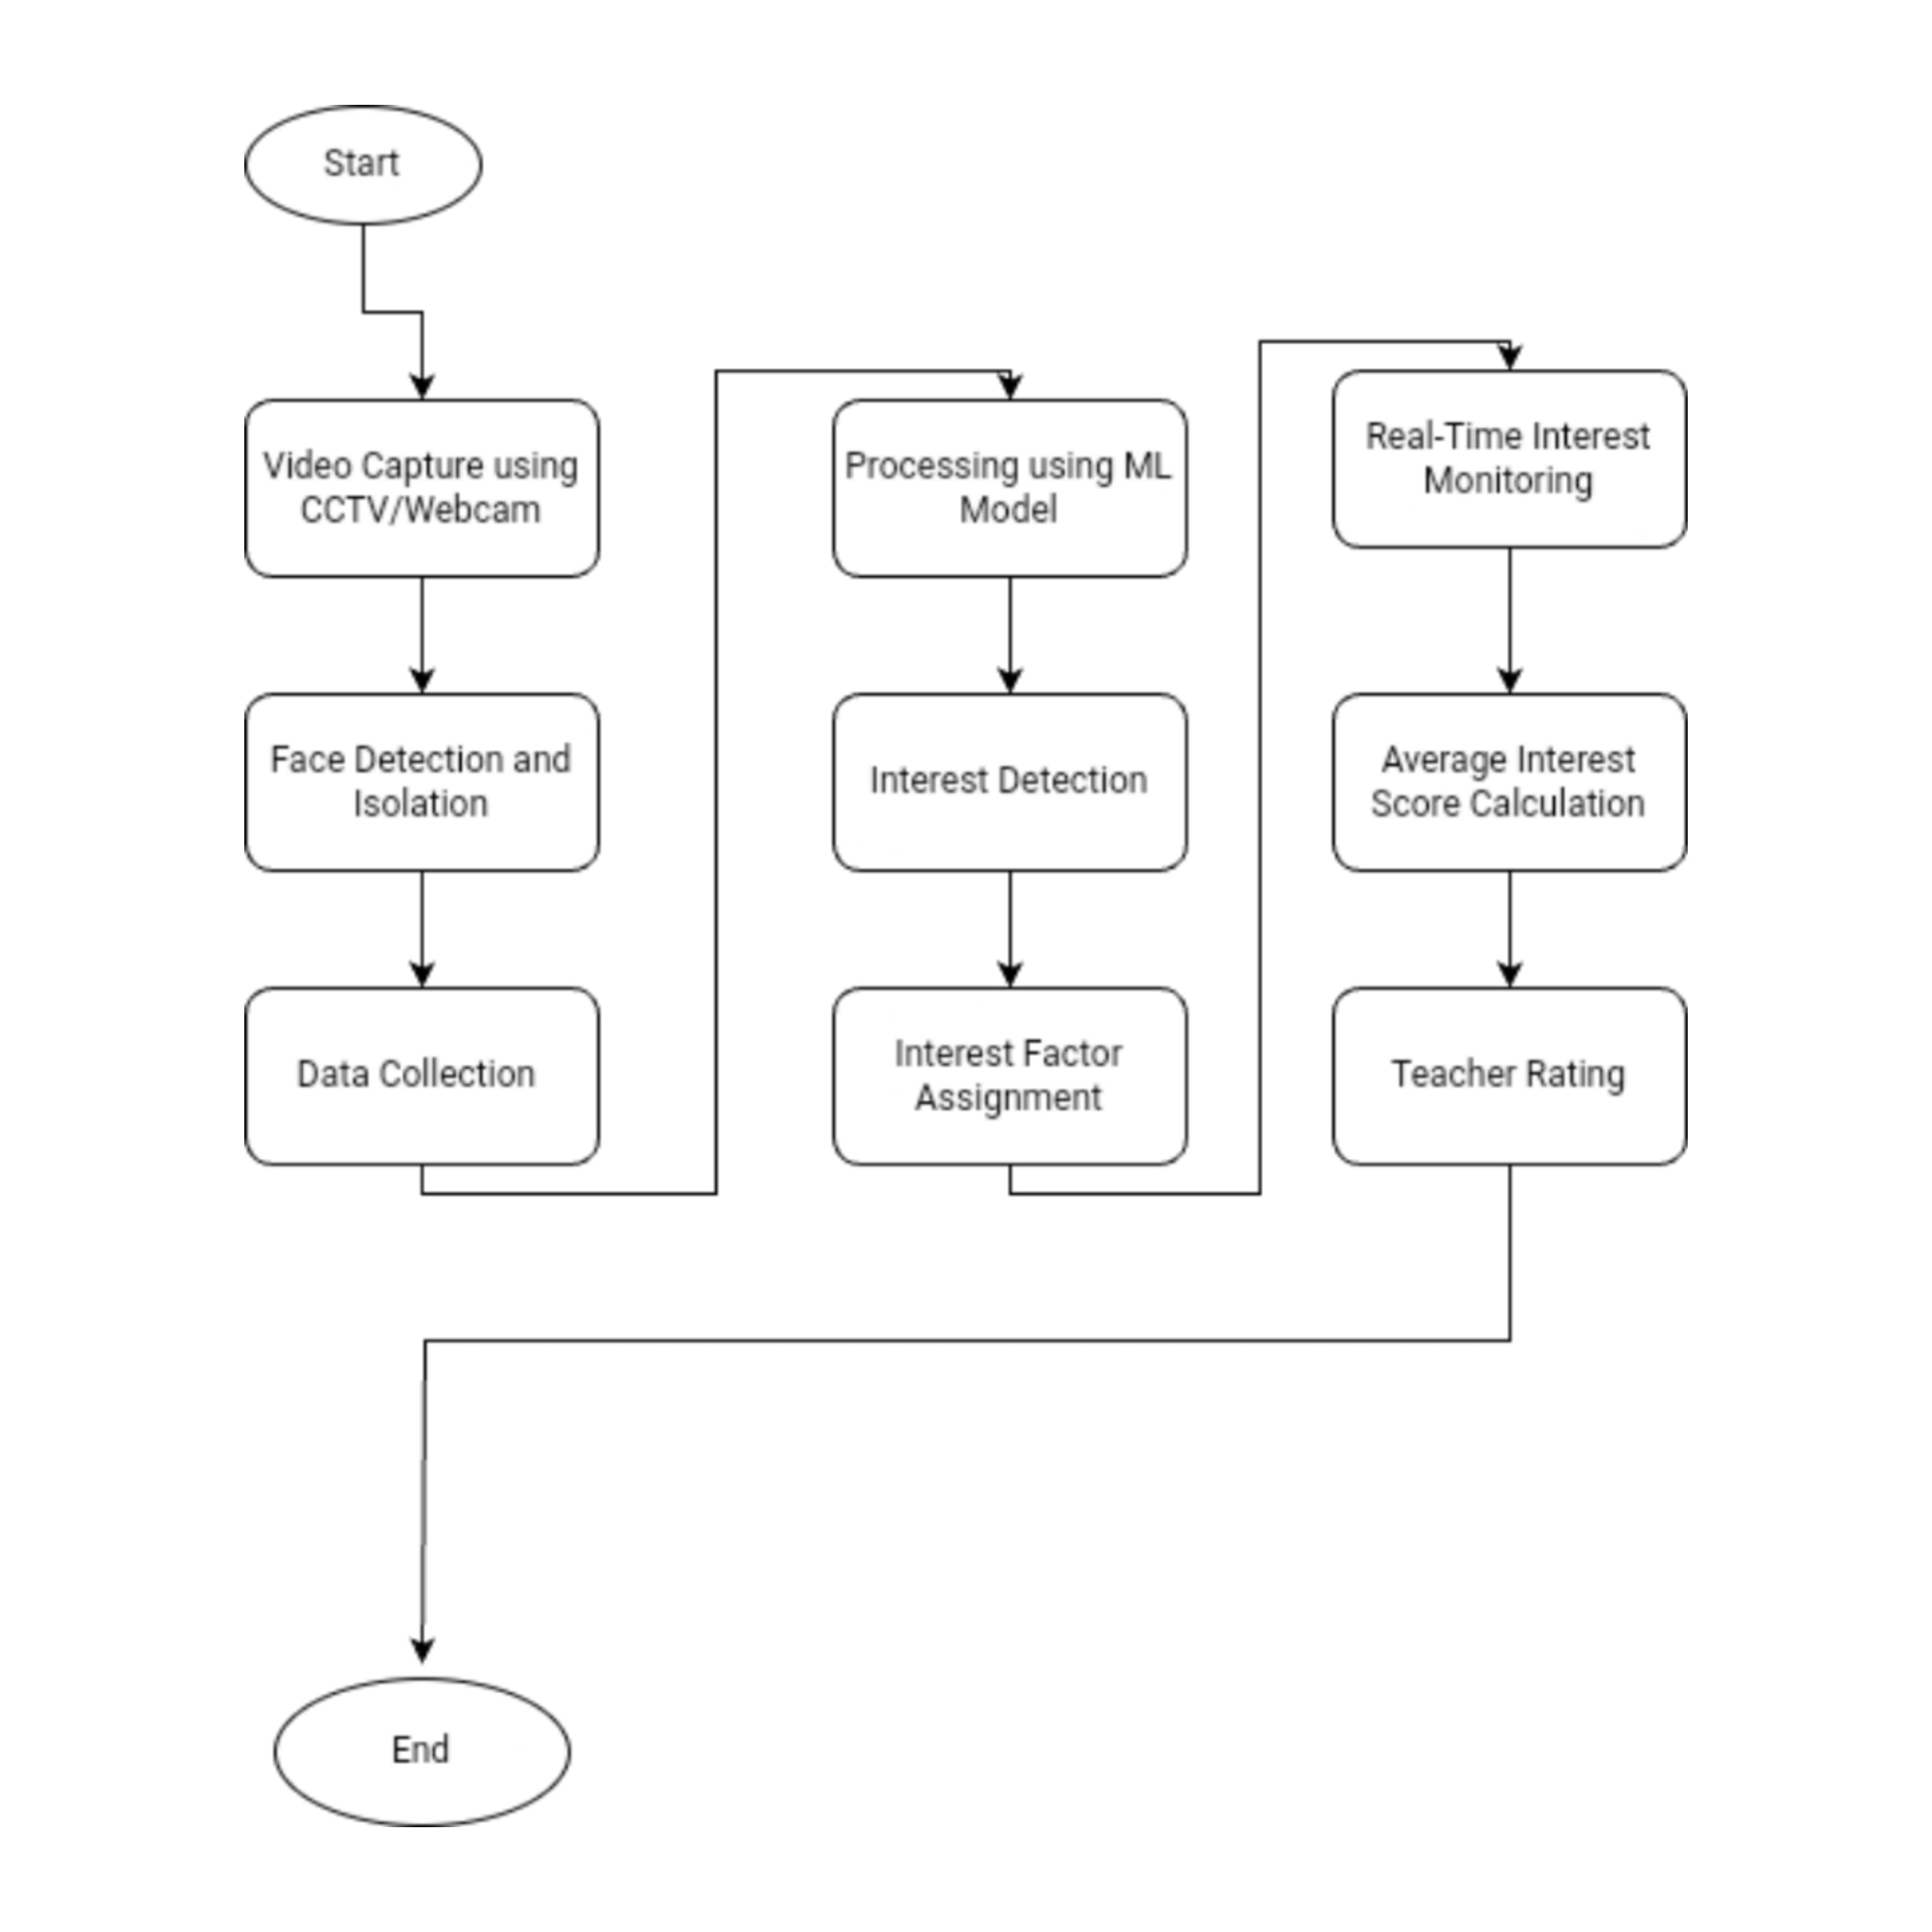 Start
Video Capture using
CCTV/Webcam
Face Detection and
Isolation
Data Collection
Processing using ML
Model
Interest Detection
Interest Factor
Assignment
Real-Time Interest
Monitoring
Average Interest
Score Calculation
Teacher Rating
End